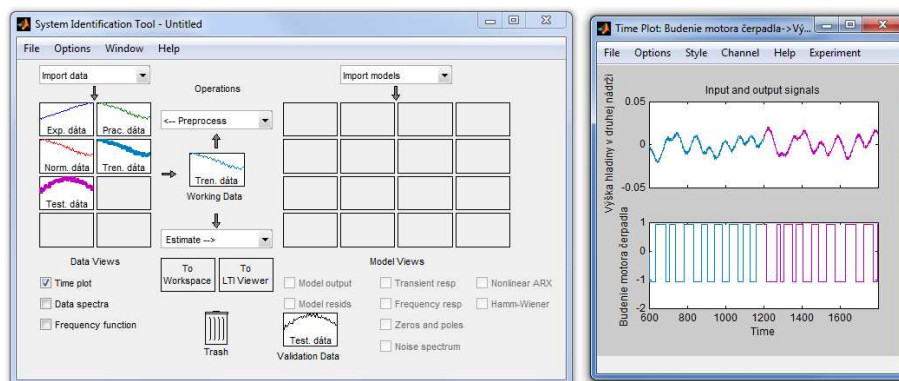 System Identification Tool - Untitled
File Options Window Help
Import data
Import models
Operations
Exp. dáta
Prac. dáta
<-- Preprocess
Norm. dáta
Tren. dáta
Tren. dáta
Working Data
Test. dáta
Estimate -->
Data Views
Model Views
Time plot
Data spectra
Frequency function
To Workspace
To LTI Viewer
Model output
Transient resp
Nonlinear ARX
Model resids
Frequency resp
Hamm-Wiener
Zeros and poles
Noise spectrum
Trash
Test. dáta
Validation Data
Time Plot: Budenie motora čerpadla->Vý...
File Options Style Channel Help Experiment
Input and output signals
Výška hladiny v druhej nádrži
0.05
0
-0.05
Budenie motora čerpadla
1
0
-1
-2
600 800 1000 1200 1400 1600
Time